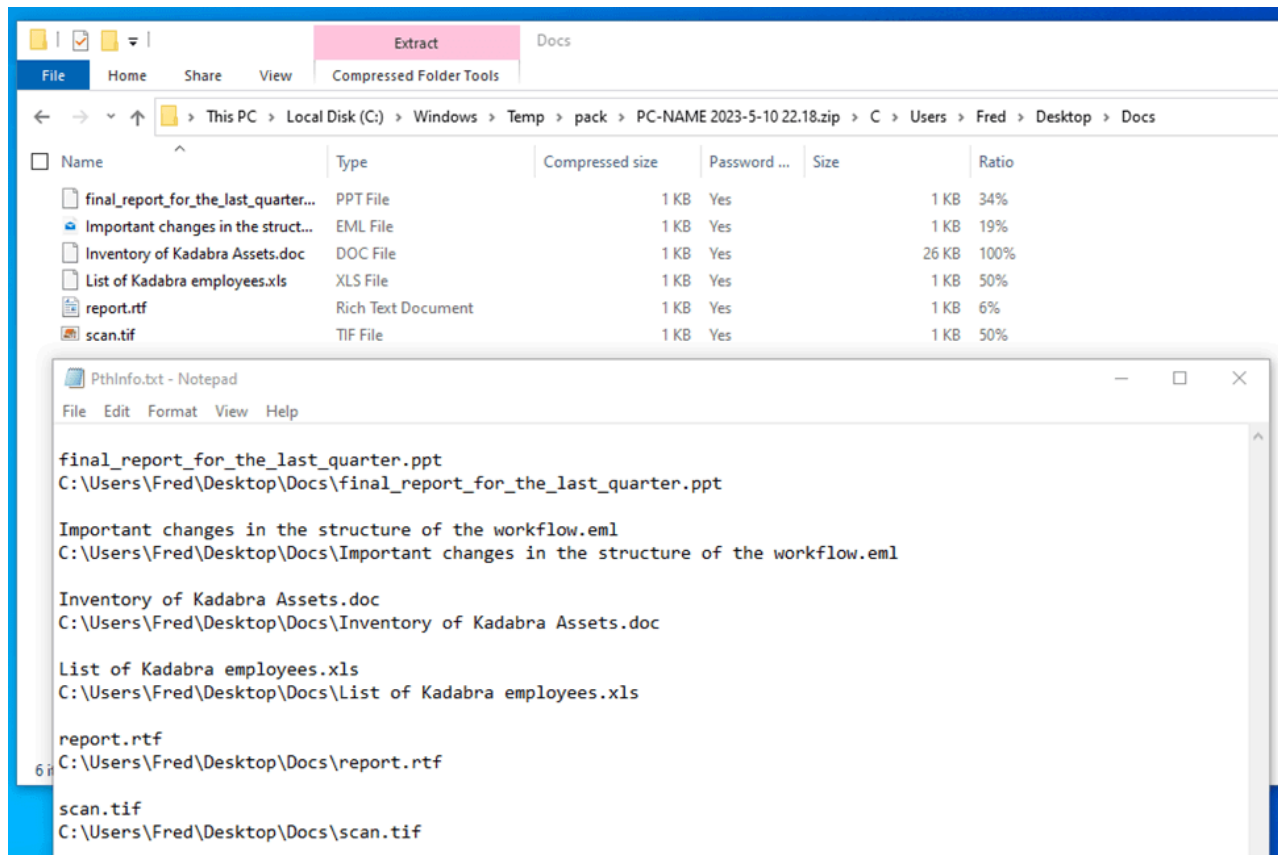 Extract
Docs
File Home Share View Compressed Folder Tools
This PC > Local Disk (C:) > Windows > Temp > pack > PC-NAME 2023-5-10 22.18.zip > C > Users > Fred > Desktop > Docs
Name Type Compressed size Password ... Size Ratio
final_report_for_the_last_quarter... PPT File 1 KB Yes 1 KB 34%
Important changes in the struct... EML File 1 KB Yes 1 KB 19%
Inventory of Kadabra Assets.doc DOC File 1 KB Yes 26 KB 100%
List of Kadabra employees.xls XLS File 1 KB Yes 1 KB 50%
report.rtf Rich Text Document 1 KB Yes 1 KB 6%
scan.tif TIF File 1 KB Yes 1 KB 50%
PthInfo.txt - Notepad
File Edit Format View Help
final_report_for_the_last_quarter.ppt
C:\Users\Fred\Desktop\Docs\final_report_for_the_last_quarter.ppt
Important changes in the structure of the workflow.eml
C:\Users\Fred\Desktop\Docs\Important changes in the structure of the workflow.eml
Inventory of Kadabra Assets.doc
C:\Users\Fred\Desktop\Docs\Inventory of Kadabra Assets.doc
List of Kadabra employees.xls
C:\Users\Fred\Desktop\Docs\List of Kadabra employees.xls
report.rtf
C:\Users\Fred\Desktop\Docs\report.rtf
6
scan.tif
C:\Users\Fred\Desktop\Docs\scan.tif